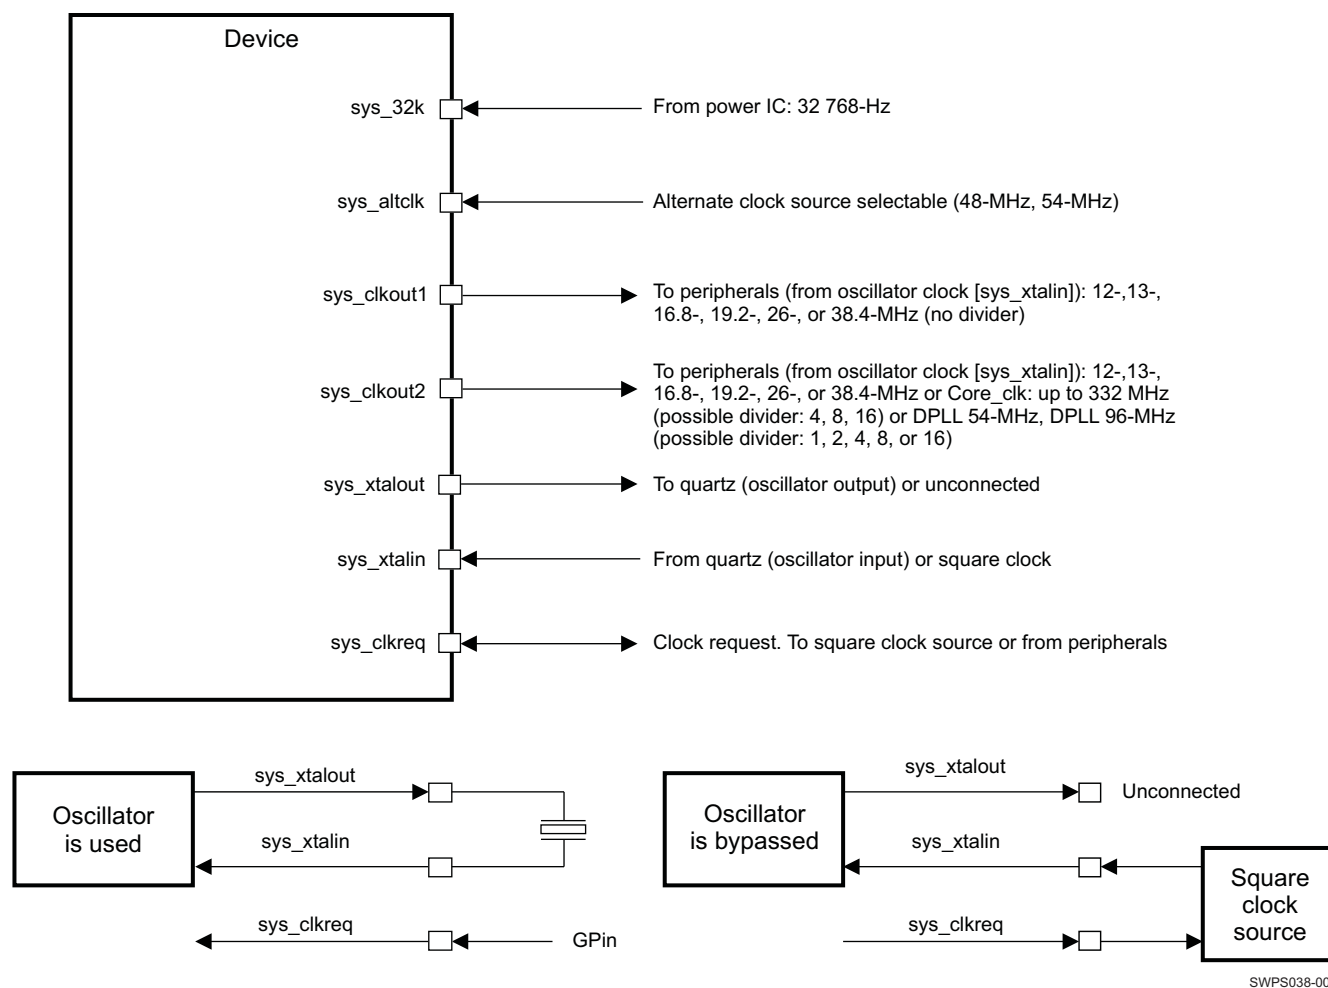 Device
sys_32k
From power IC: 32 768-Hz
sys_altclk
Alternate clock source selectable (48-MHz, 54-MHz)
sys_clkout1
To peripherals (from oscillator clock [sys_xtalin]): 12-,13-,
16.8-, 19.2-, 26-, or 38.4-MHz (no divider)
sys_clkout2
To peripherals (from oscillator clock [sys_xtalin]): 12-,13-,
16.8-, 19.2-, 26-, or 38.4-MHz or Core_clk: up to 332 MHz
(possible divider: 4, 8, 16) or DPLL 54-MHz, DPLL 96-MHz
(possible divider: 1, 2, 4, 8, or 16)
sys_xtalout
To quartz (oscillator output) or unconnected
sys_xtalin
From quartz (oscillator input) or square clock
sys_clkreq
Clock request. To square clock source or from peripherals
Oscillator
is used
sys_xtalout
sys_xtalin
sys_clkreq
GPin
Oscillator
is bypassed
sys_xtalout
Unconnected
sys_xtalin
sys_clkreq
Square
clock
source
SWPS038-00